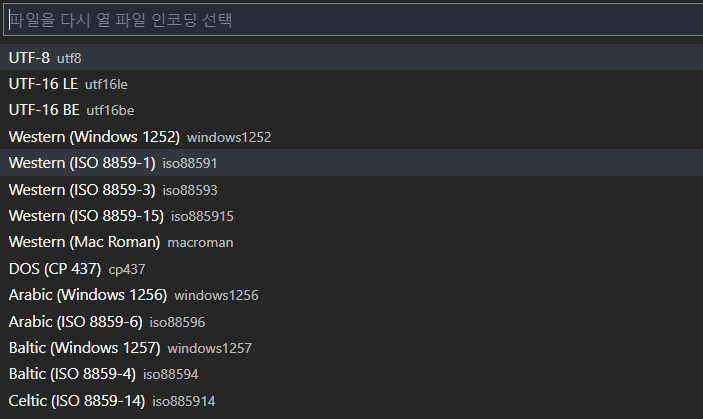 파일을 다시 열 파일 인코딩 선택
UTF-8 utf8
UTF-16 LE utf16le
UTF-16 BE utf16be
Western (Windows 1252) windows1252
Western (ISO 8859-1) iso88591
Western (ISO 8859-3) iso88593
Western (ISO 8859-15) iso885915
Western (Mac Roman) macroman
DOS (CP 437) cp437
Arabic (Windows 1256) windows1256
Arabic (ISO 8859-6) iso88596
Baltic (Windows 1257) windows1257
Baltic (ISO 8859-4) iso88594
Celtic (ISO 8859-14) iso885914